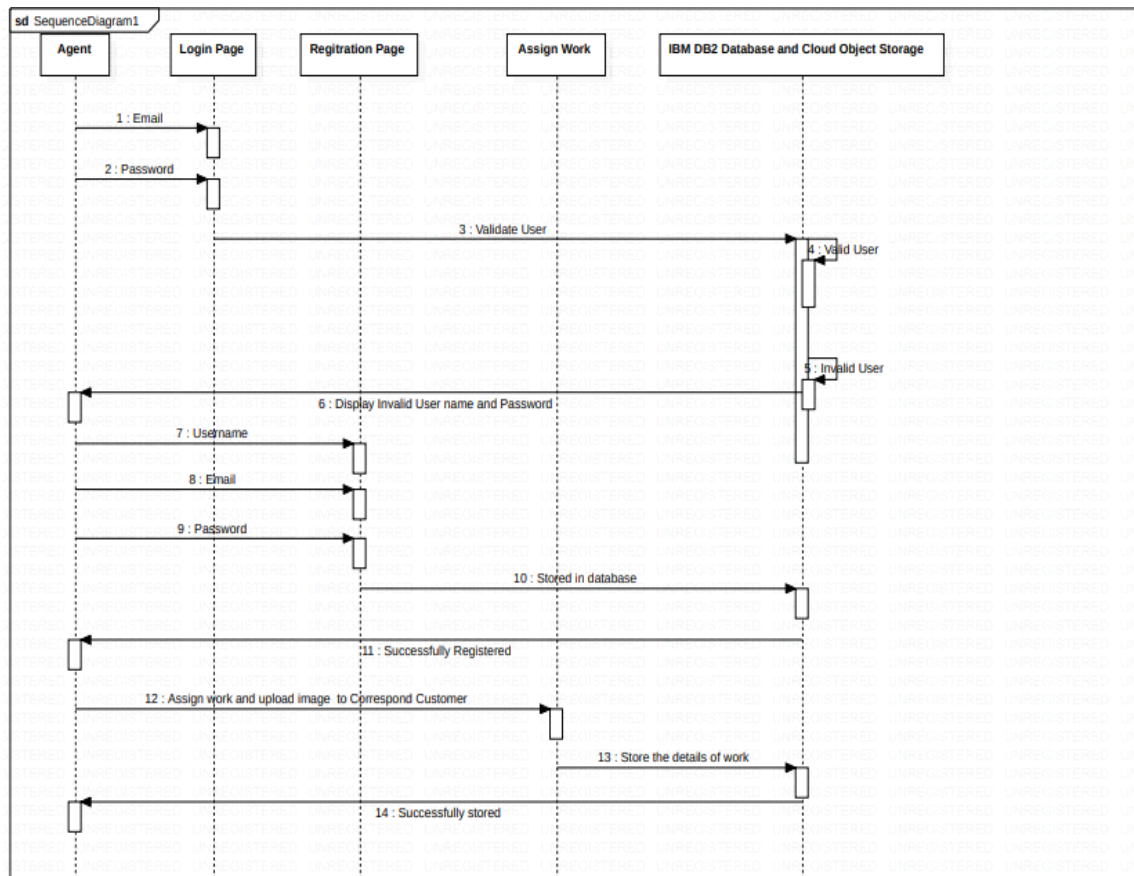 sd SequenceDiagram1
Agent
Login Page
Regitration Page
Assign Work
IBM DB2 Database and Cloud Object Storage
1 : Email
2 : Password
3 : Validate User
4 : Valid User
5 : Invalid User
6 : Display Invalid User name and Password
7 : Username
8 : Email
9 : Password
10 : Stored in database
11 : Successfully Registered
12 : Assign work and upload image to Correspond Customer
13 : Store the details of work
14 : Successfully stored
UNREGISTERED